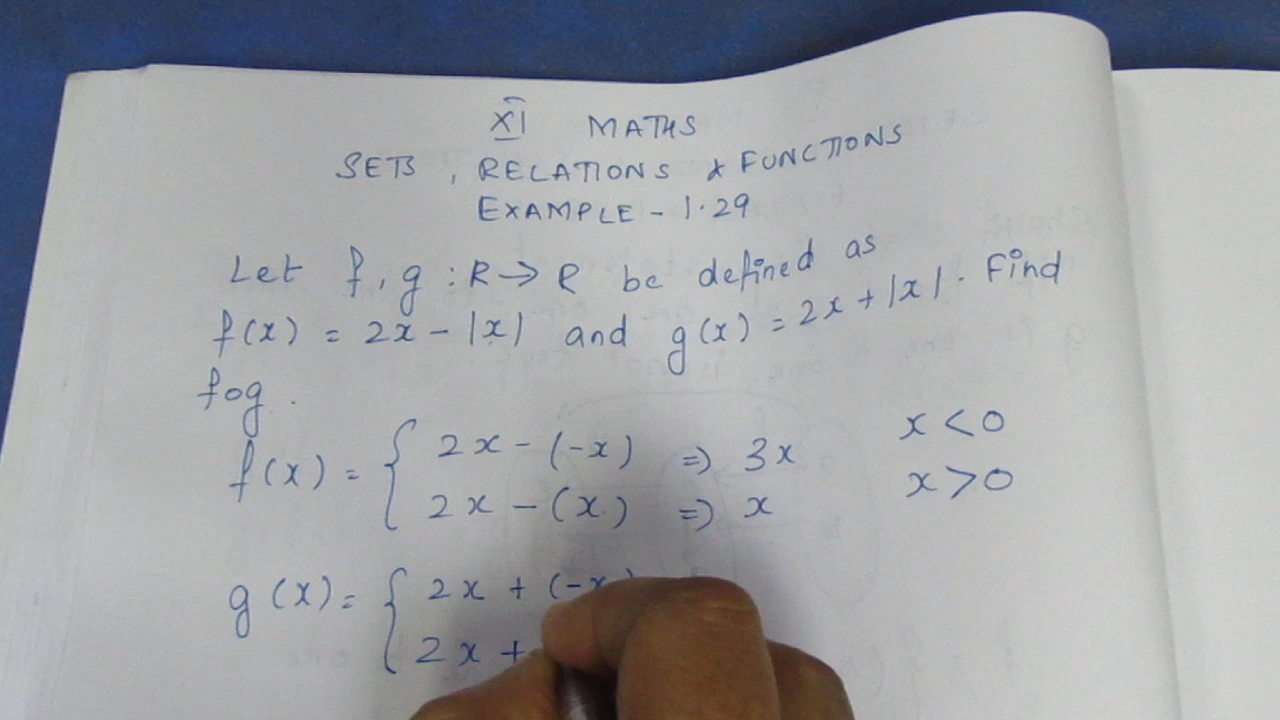 XI MATHS
SETS, RELATIONS & FUNCTIONS
EXAMPLE - 1.29
Let f, g : R → R be defined as
f(x) = 2x - |x| and g(x) = 2x + |x|. Find
fog.
f(x) = { 2x - (-x) ⇒ 3x x < 0
2x - (x) ⇒ x x > 0
g(x) = { 2x + (-x)
2x +